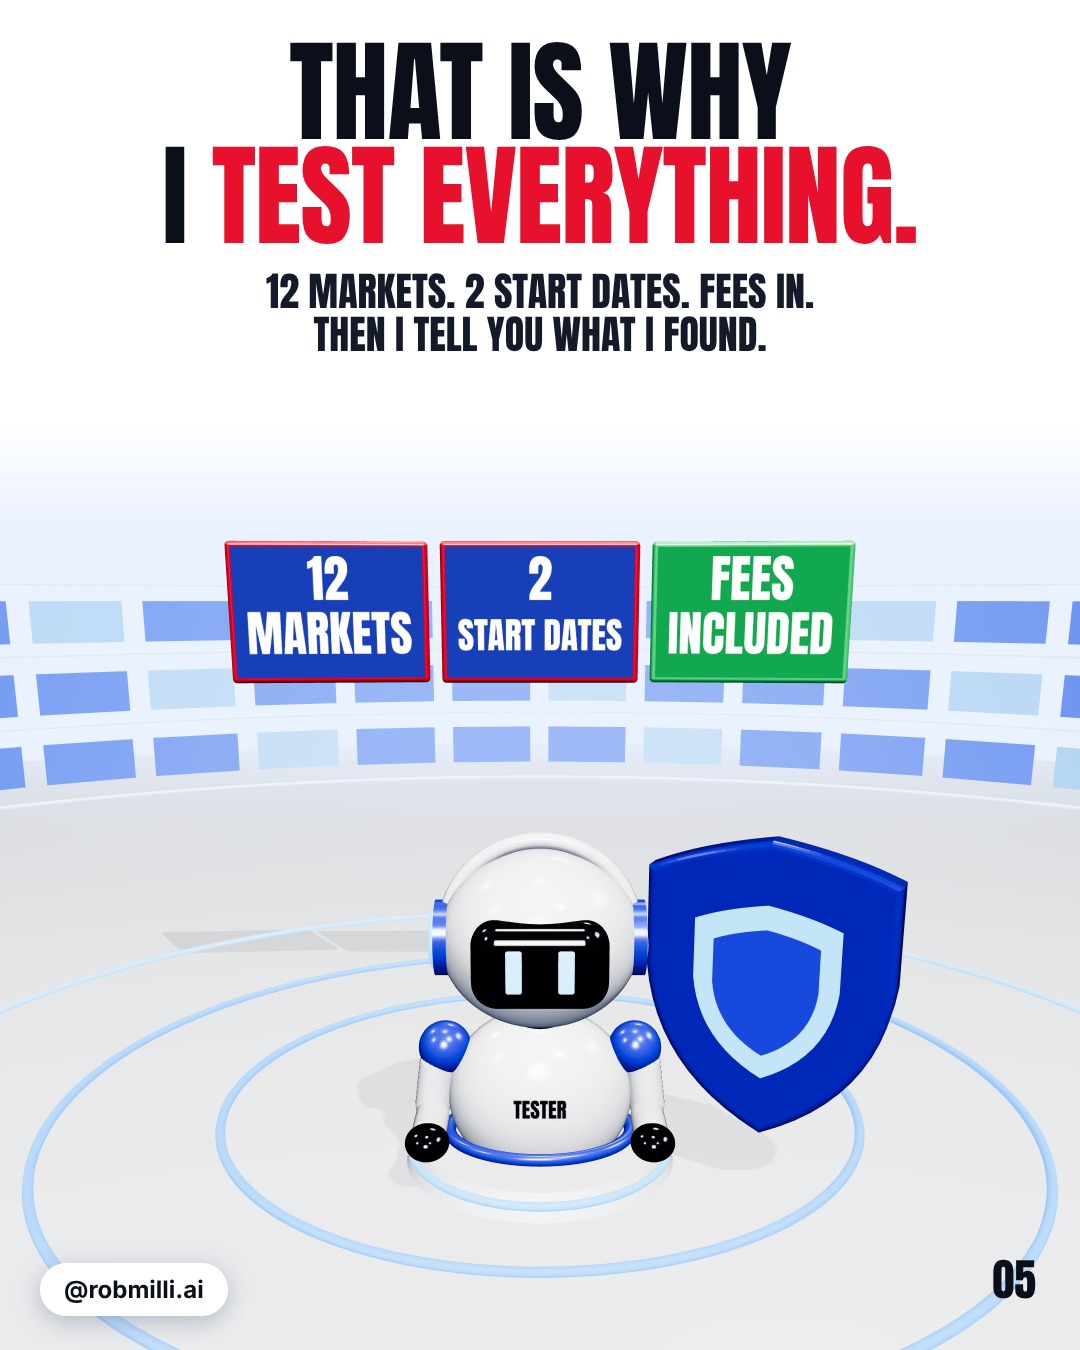 THAT IS WHY
I TEST EVERYTHING.
12 MARKETS. 2 START DATES. FEES IN.
THEN I TELL YOU WHAT I FOUND.
12
MARKETS
2
START DATES
FEES
INCLUDED
TESTER
@robmilli.ai
05